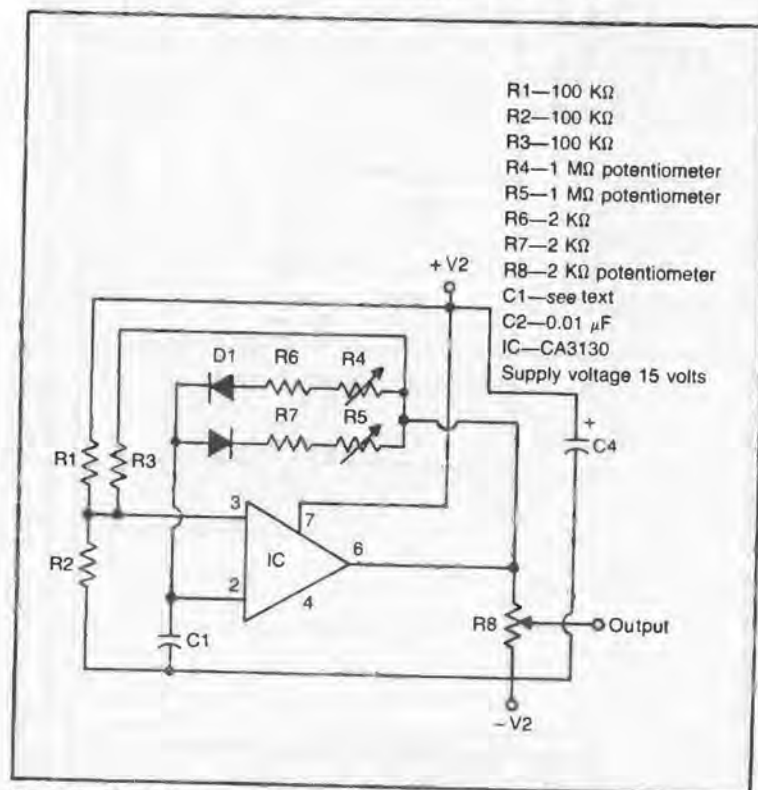 R1—100 KΩ
R2—100 KΩ
R3—100 KΩ
R4—1 MΩ potentiometer
R5—1 MΩ potentiometer
R6—2 KΩ
R7—2 KΩ
R8—2 KΩ potentiometer
C1—see text
C2—0.01 μF
IC—CA3130
Supply voltage 15 volts
+V2
D1 R6 R4
R7 R5
R1 R3
+
C4
3
7
IC
6
R2
2
4
C1
R8
Output
−V2